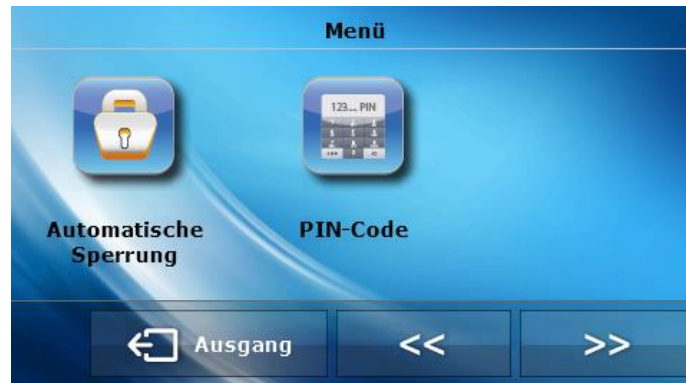 Menü
123... PIN
Automatische
Sperrung
PIN-Code
Ausgang
<<
>>